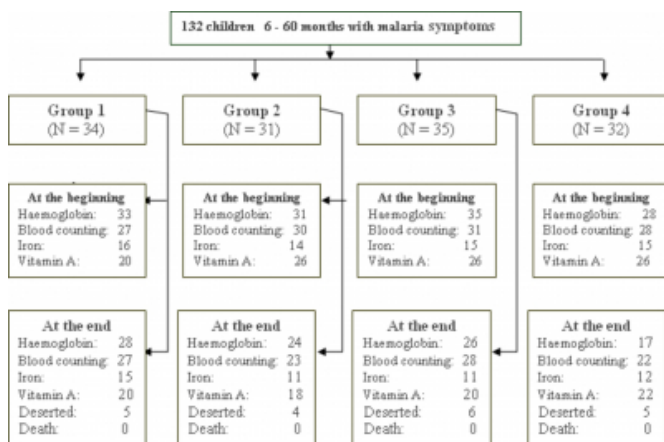 132 children 6 - 60 months with malaria symptoms
Group 1
(N = 34)
Group 2
(N = 31)
Group 3
(N = 35)
Group 4
(N = 32)
At the beginning
Haemoglobin: 33
Blood counting: 27
Iron: 16
Vitamin A: 20
At the beginning
Haemoglobin: 31
Blood counting: 30
Iron: 14
Vitamin A: 26
At the beginning
Haemoglobin: 35
Blood counting: 31
Iron: 15
Vitamin A: 26
At the beginning
Haemoglobin: 28
Blood counting: 28
Iron: 15
Vitamin A: 26
At the end
Haemoglobin: 28
Blood counting: 27
Iron: 15
Vitamin A: 20
Deserted: 5
Death: 0
At the end
Haemoglobin: 24
Blood counting: 23
Iron: 11
Vitamin A: 18
Deserted: 4
Death: 0
At the end
Haemoglobin: 26
Blood counting: 28
Iron: 11
Vitamin A: 20
Deserted: 6
Death: 0
At the end
Haemoglobin: 17
Blood counting: 22
Iron: 12
Vitamin A: 22
Deserted: 5
Death: 0